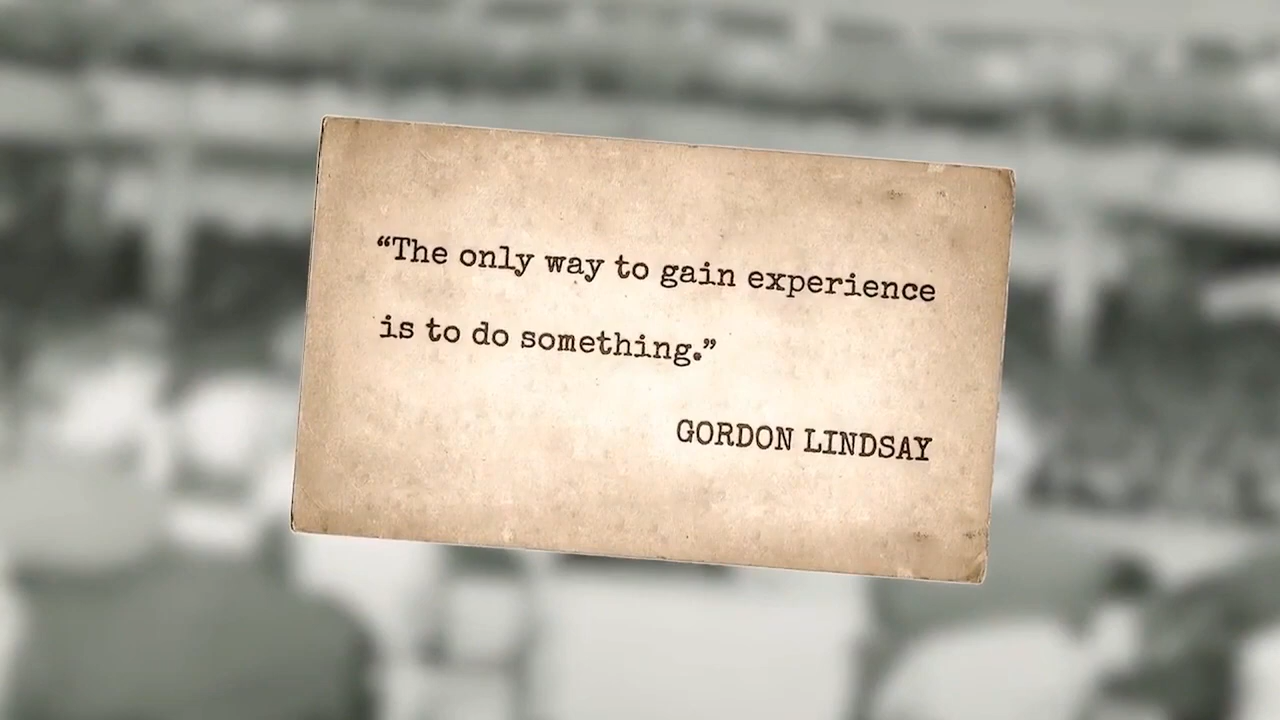 “The only way to gain experience
is to do something.”
GORDON LINDSAY